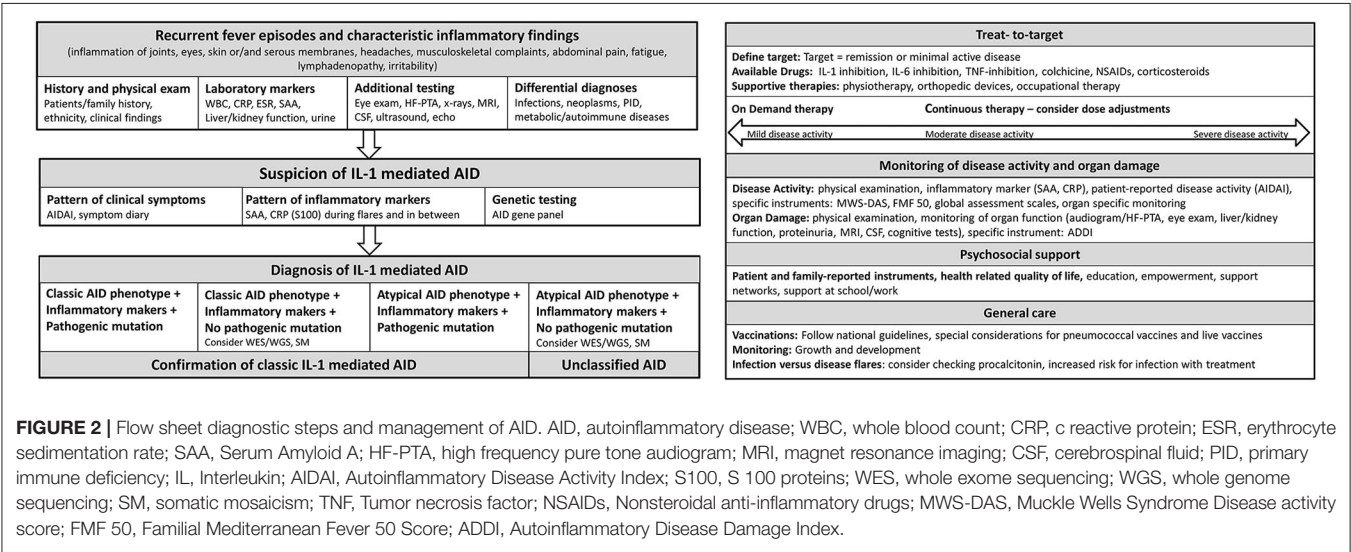 Recurrent fever episodes and characteristic inflammatory findings
(inflammation of joints, eyes, skin or/and serous membranes, headaches, musculoskeletal complaints, abdominal pain, fatigue,
lymphadenopathy, irritability)
History and physical exam
Patients/family history,
ethnicity, clinical findings
Laboratory markers
WBC, CRP, ESR, SAA,
Liver/kidney function, urine
Additional testing
Eye exam, HF-PTA, x-rays, MRI,
CSF, ultrasound, echo
Differential diagnoses
Infections, neoplasms, PID,
metabolic/autoimmune diseases
Suspicion of IL-1 mediated AID
Pattern of clinical symptoms
AIDAI, symptom diary
Pattern of inflammatory markers
SAA, CRP (S100) during flares and in between
Genetic testing
AID gene panel
Diagnosis of IL-1 mediated AID
Classic AID phenotype +
Inflammatory makers +
Pathogenic mutation
Classic AID phenotype +
Inflammatory makers +
No pathogenic mutation
Consider WES/WGS, SM
Atypical AID phenotype +
Inflammatory makers +
Pathogenic mutation
Atypical AID phenotype +
Inflammatory makers +
No pathogenic mutation
Consider WES/WGS, SM
Confirmation of classic IL-1 mediated AID
Unclassified AID
Treat- to-target
Define target: Target = remission or minimal active disease
Available Drugs: IL-1 inhibition, IL-6 inhibition, TNF-inhibition, colchicine, NSAIDs, corticosteroids
Supportive therapies: physiotherapy, orthopedic devices, occupational therapy
On Demand therapy
Continuous therapy – consider dose adjustments
Mild disease activity
Moderate disease activity
Severe disease activity
Monitoring of disease activity and organ damage
Disease Activity: physical examination, inflammatory marker (SAA, CRP), patient-reported disease activity (AIDAI),
specific instruments: MWS-DAS, FMF 50, global assessment scales, organ specific monitoring
Organ Damage: physical examination, monitoring of organ function (audiogram/HF-PTA, eye exam, liver/kidney
function, proteinuria, MRI, CSF, cognitive tests), specific instrument: ADDI
Psychosocial support
Patient and family-reported instruments, health related quality of life, education, empowerment, support
networks, support at school/work
General care
Vaccinations: Follow national guidelines, special considerations for pneumococcal vaccines and live vaccines
Monitoring: Growth and development
Infection versus disease flares: consider checking procalcitonin, increased risk for infection with treatment
FIGURE 2 | Flow sheet diagnostic steps and management of AID. AID, autoinflammatory disease; WBC, whole blood count; CRP, c reactive protein; ESR, erythrocyte
sedimentation rate; SAA, Serum Amyloid A; HF-PTA, high frequency pure tone audiogram; MRI, magnet resonance imaging; CSF, cerebrospinal fluid; PID, primary
immune deficiency; IL, Interleukin; AIDAI, Autoinflammatory Disease Activity Index; S100, S 100 proteins; WES, whole exome sequencing; WGS, whole genome
sequencing; SM, somatic mosaicism; TNF, Tumor necrosis factor; NSAIDs, Nonsteroidal anti-inflammatory drugs; MWS-DAS, Muckle Wells Syndrome Disease activity
score; FMF 50, Familial Mediterranean Fever 50 Score; ADDI, Autoinflammatory Disease Damage Index.